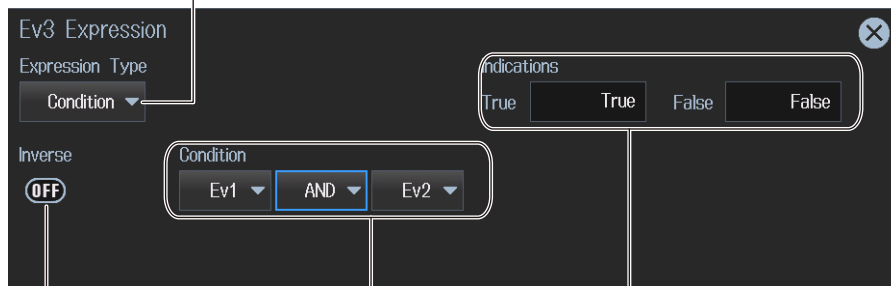 Ev3 Expression
Expression Type
Indications
Condition
True
True
False
False
Inverse
Condition
OFF
Ev1
AND
Ev2